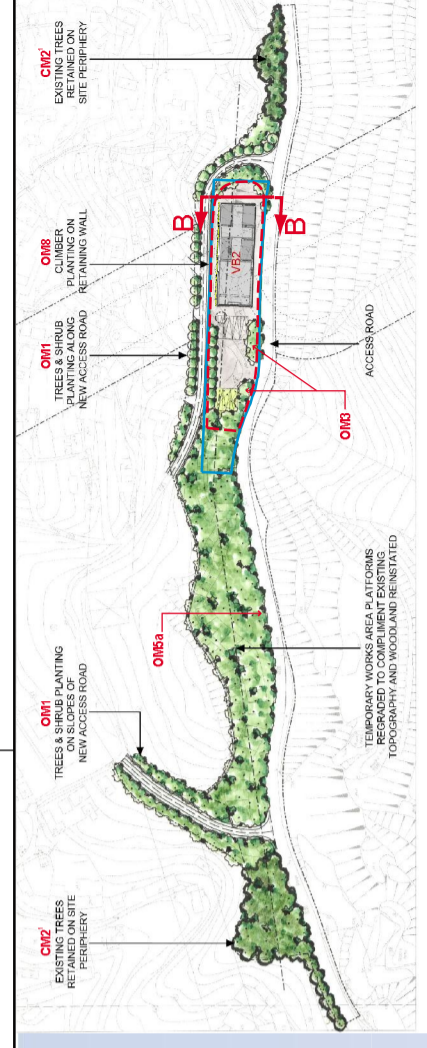 CM2¹
EXISTING TREES
RETAINED ON SITE
PERIPHERY
OM1
TREES & SHRUB PLANTING
ON SLOPES OF
NEW ACCESS ROAD
OM1
TREES & SHRUB
PLANTING ALONG
NEW ACCESS ROAD
OM8
CLIMBER
PLANTING ON
RETAINING WALL
CM2¹
EXISTING TREES
RETAINED ON
SITE PERIPHERY
OM5a
B
VB2
B
OM3
ACCESS ROAD
TEMPORARY WORKS AREA PLATFORMS
REGRADED TO COMPLIMENT EXISTING
TOPOGRAPHY AND WOODLAND REINSTATED